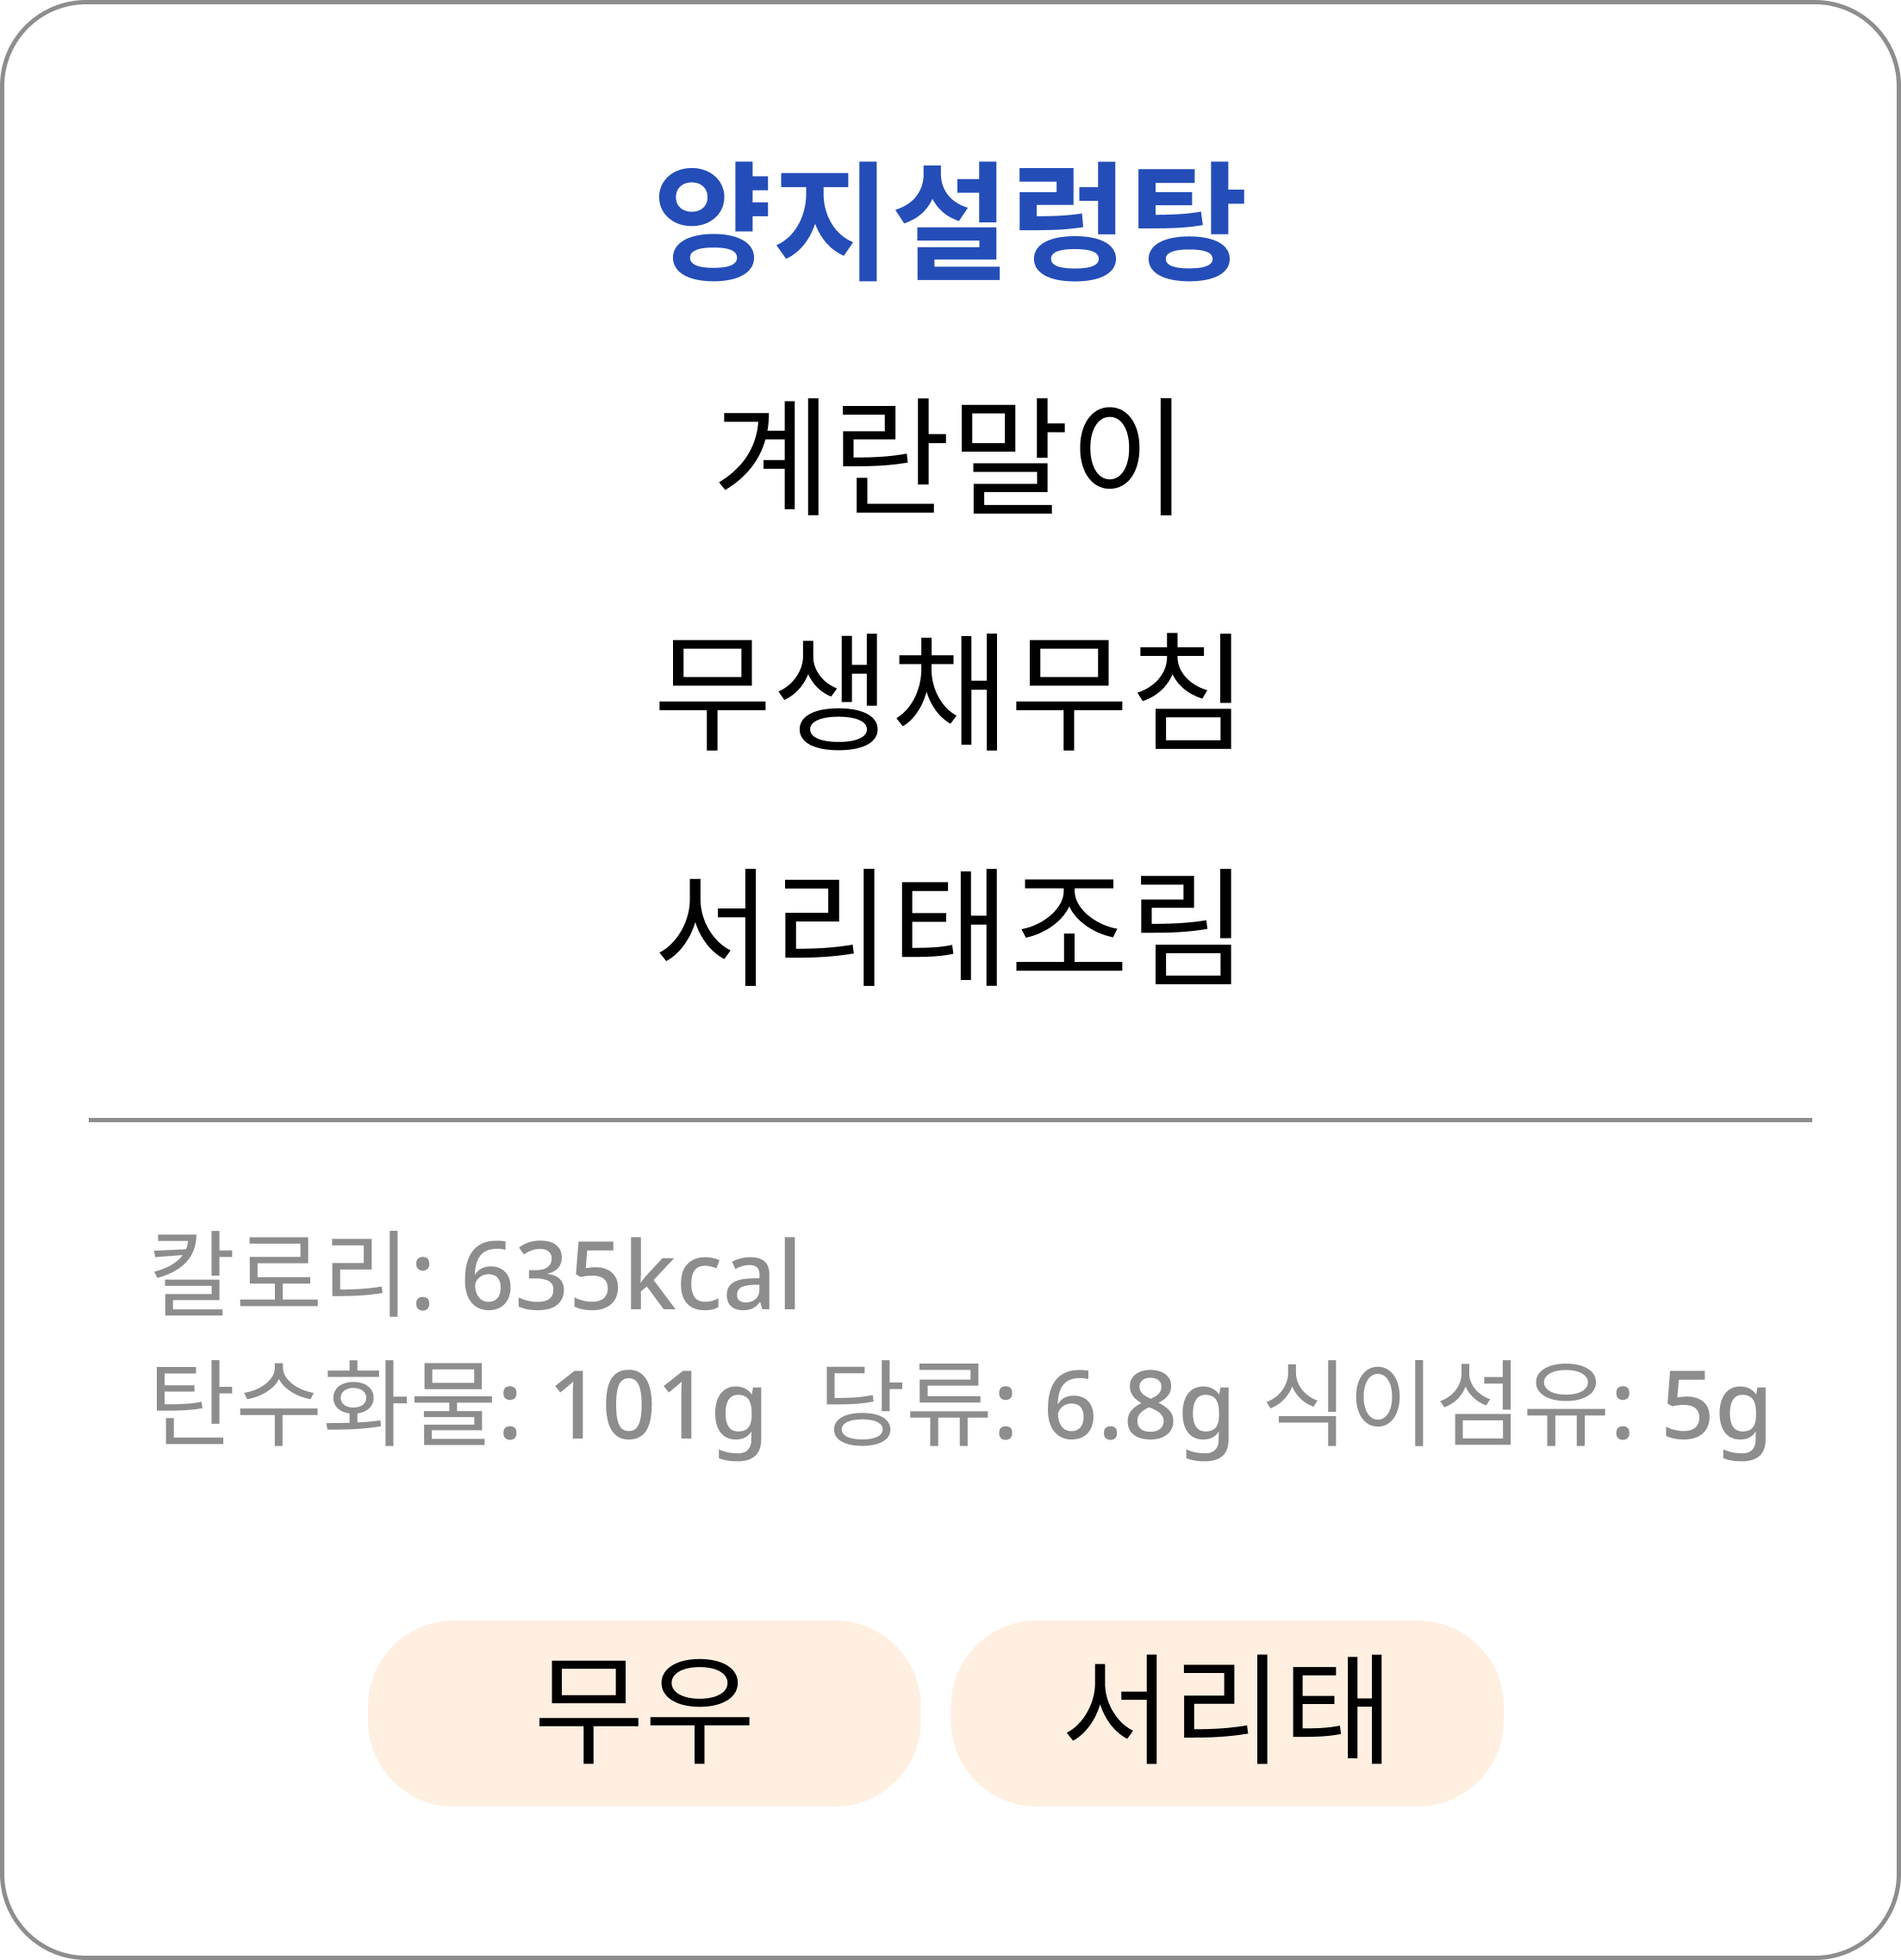 양지설렁탕
계란말이
무생채무침
서리태조림
칼로리: 635kcal
탄수화물: 101g 당류: 6.8g 식이섬유: 5g
무우 서리태